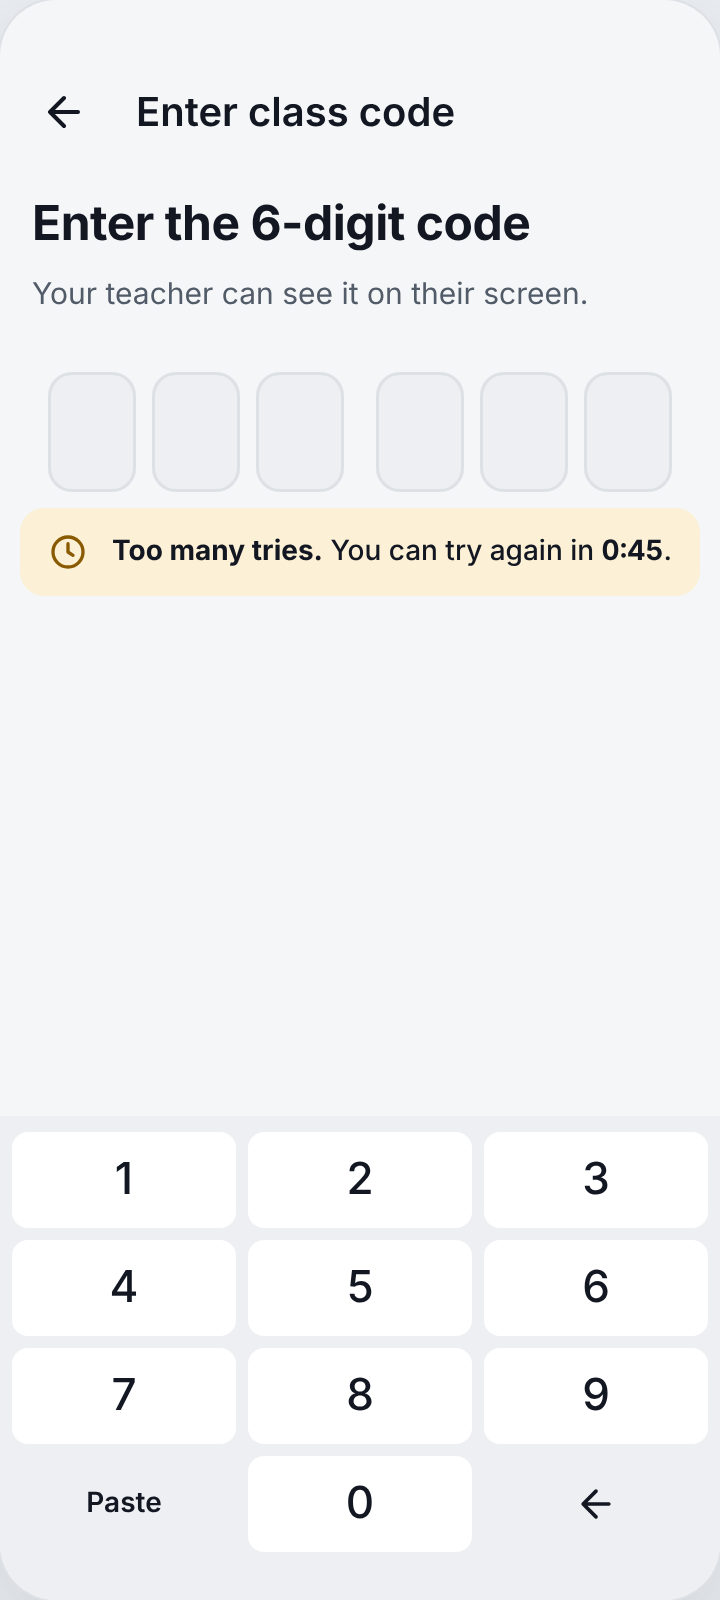 Enter class code
Enter the 6-digit code
Your teacher can see it on their screen.
Too many tries. You can try again in 0:45.
1 2 3
4 5 6
7 8 9
Paste 0